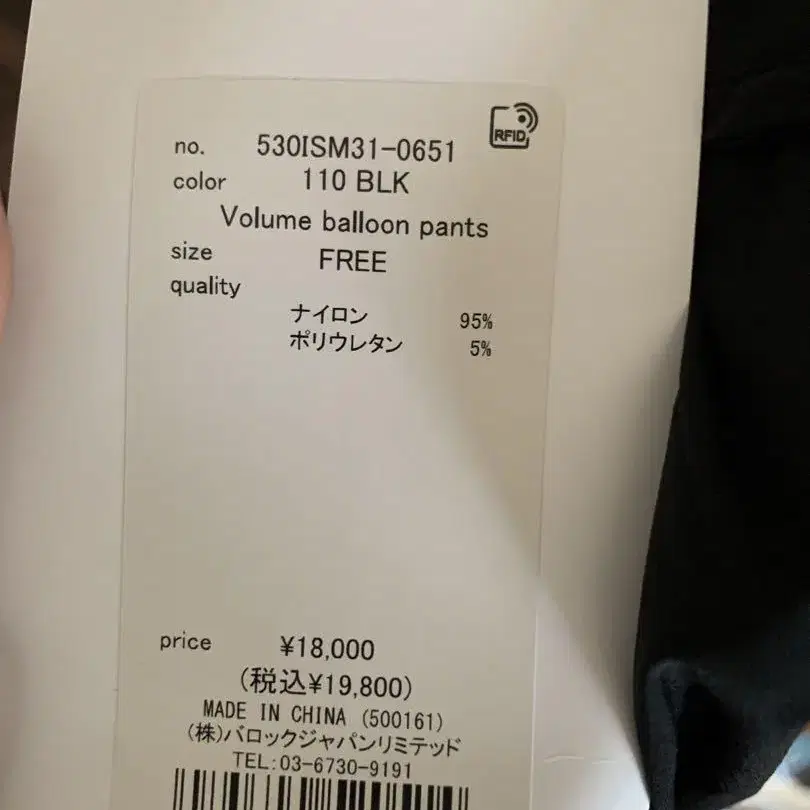 RFID
no. 530ISM31-0651
color 110 BLK
Volume balloon pants
size FREE
quality
ナイロン 95%
ポリウレタン 5%
price ¥18,000
(税込¥19,800)
MADE IN CHINA (500161)
(株)バロックジャパンリミテッド
TEL:03-6730-9191